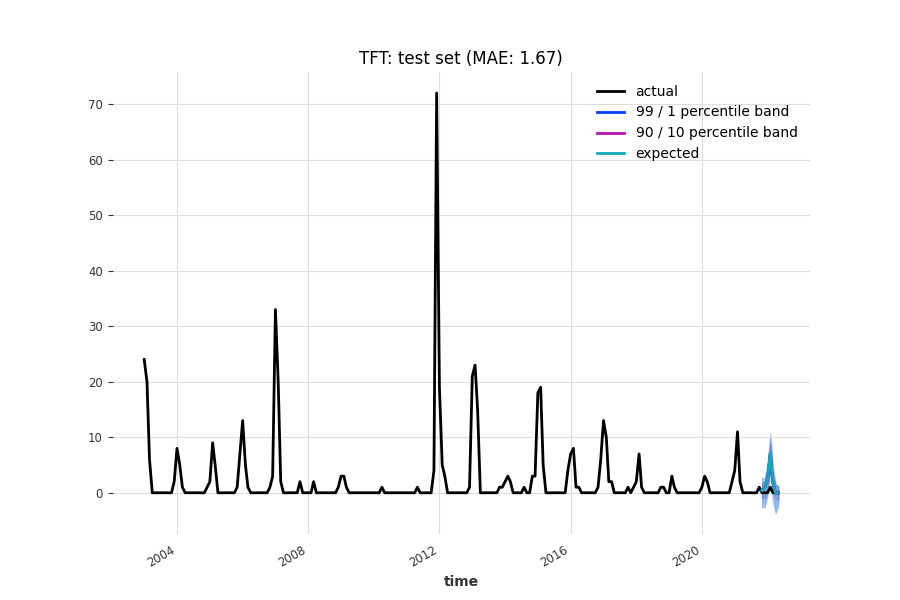 TFT: test set (MAE: 1.67)
actual
99 / 1 percentile band
90 / 10 percentile band
expected
70
60
50
40
30
20
10
0
2004
2008
2012
2016
2020
time